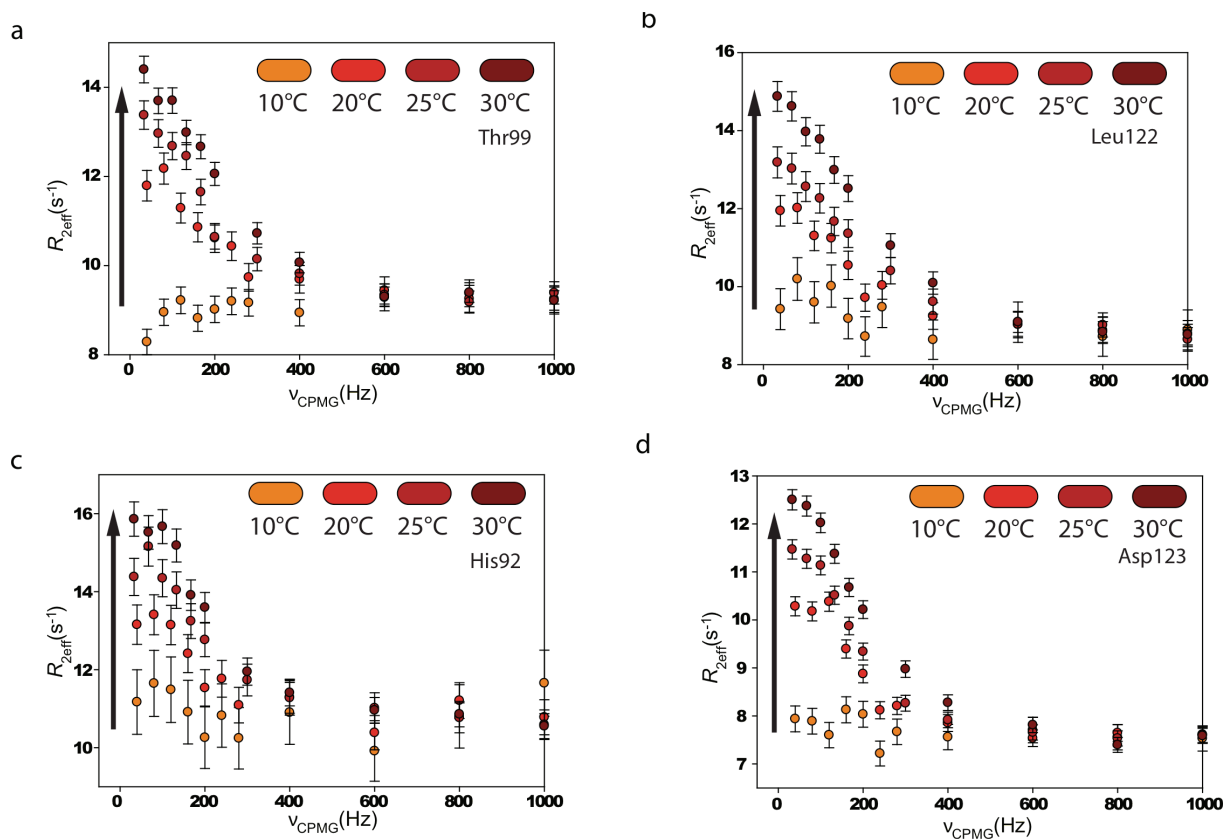 a
14
12
10
8
R2eff(s-1)
10°C 20°C 25°C 30°C
Thr99
0 200 400 600 800 1000
νCPMG(Hz)
b
16
14
12
10
8
R2eff(s-1)
10°C 20°C 25°C 30°C
Leu122
0 200 400 600 800 1000
νCPMG(Hz)
c
16
14
12
10
R2eff(s-1)
10°C 20°C 25°C 30°C
His92
0 200 400 600 800 1000
νCPMG(Hz)
d
13
12
11
10
9
8
7
R2eff(s-1)
10°C 20°C 25°C 30°C
Asp123
0 200 400 600 800 1000
νCPMG(Hz)